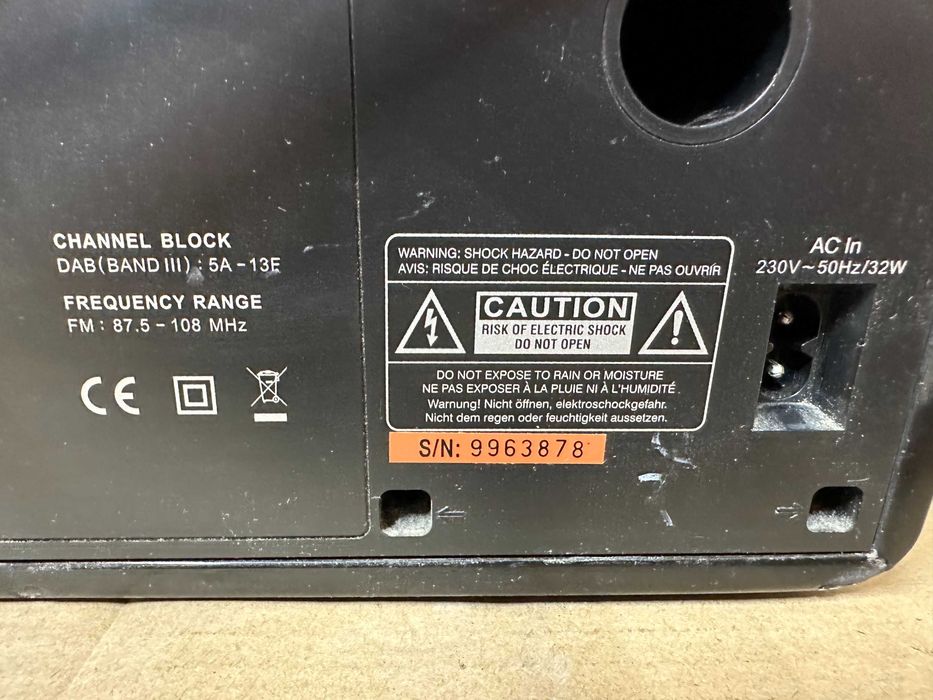 CHANNEL BLOCK
DAB(BAND III) : 5A - 13F
FREQUENCY RANGE
FM : 87.5 - 108 MHz
CE
WARNING: SHOCK HAZARD - DO NOT OPEN
AVIS: RISQUE DE CHOC ÉLECTRIQUE - NE PAS OUVRIR
CAUTION
RISK OF ELECTRIC SHOCK
DO NOT OPEN
DO NOT EXPOSE TO RAIN OR MOISTURE
NE PAS EXPOSER À LA PLUIE NI À L'HUMIDITÉ
Warnung! Nicht öffnen, elektroschockgefahr.
Nicht dem regen oder feuchtigkeit aussetzen.
S/N: 9963878
AC In
230V~50Hz/32W